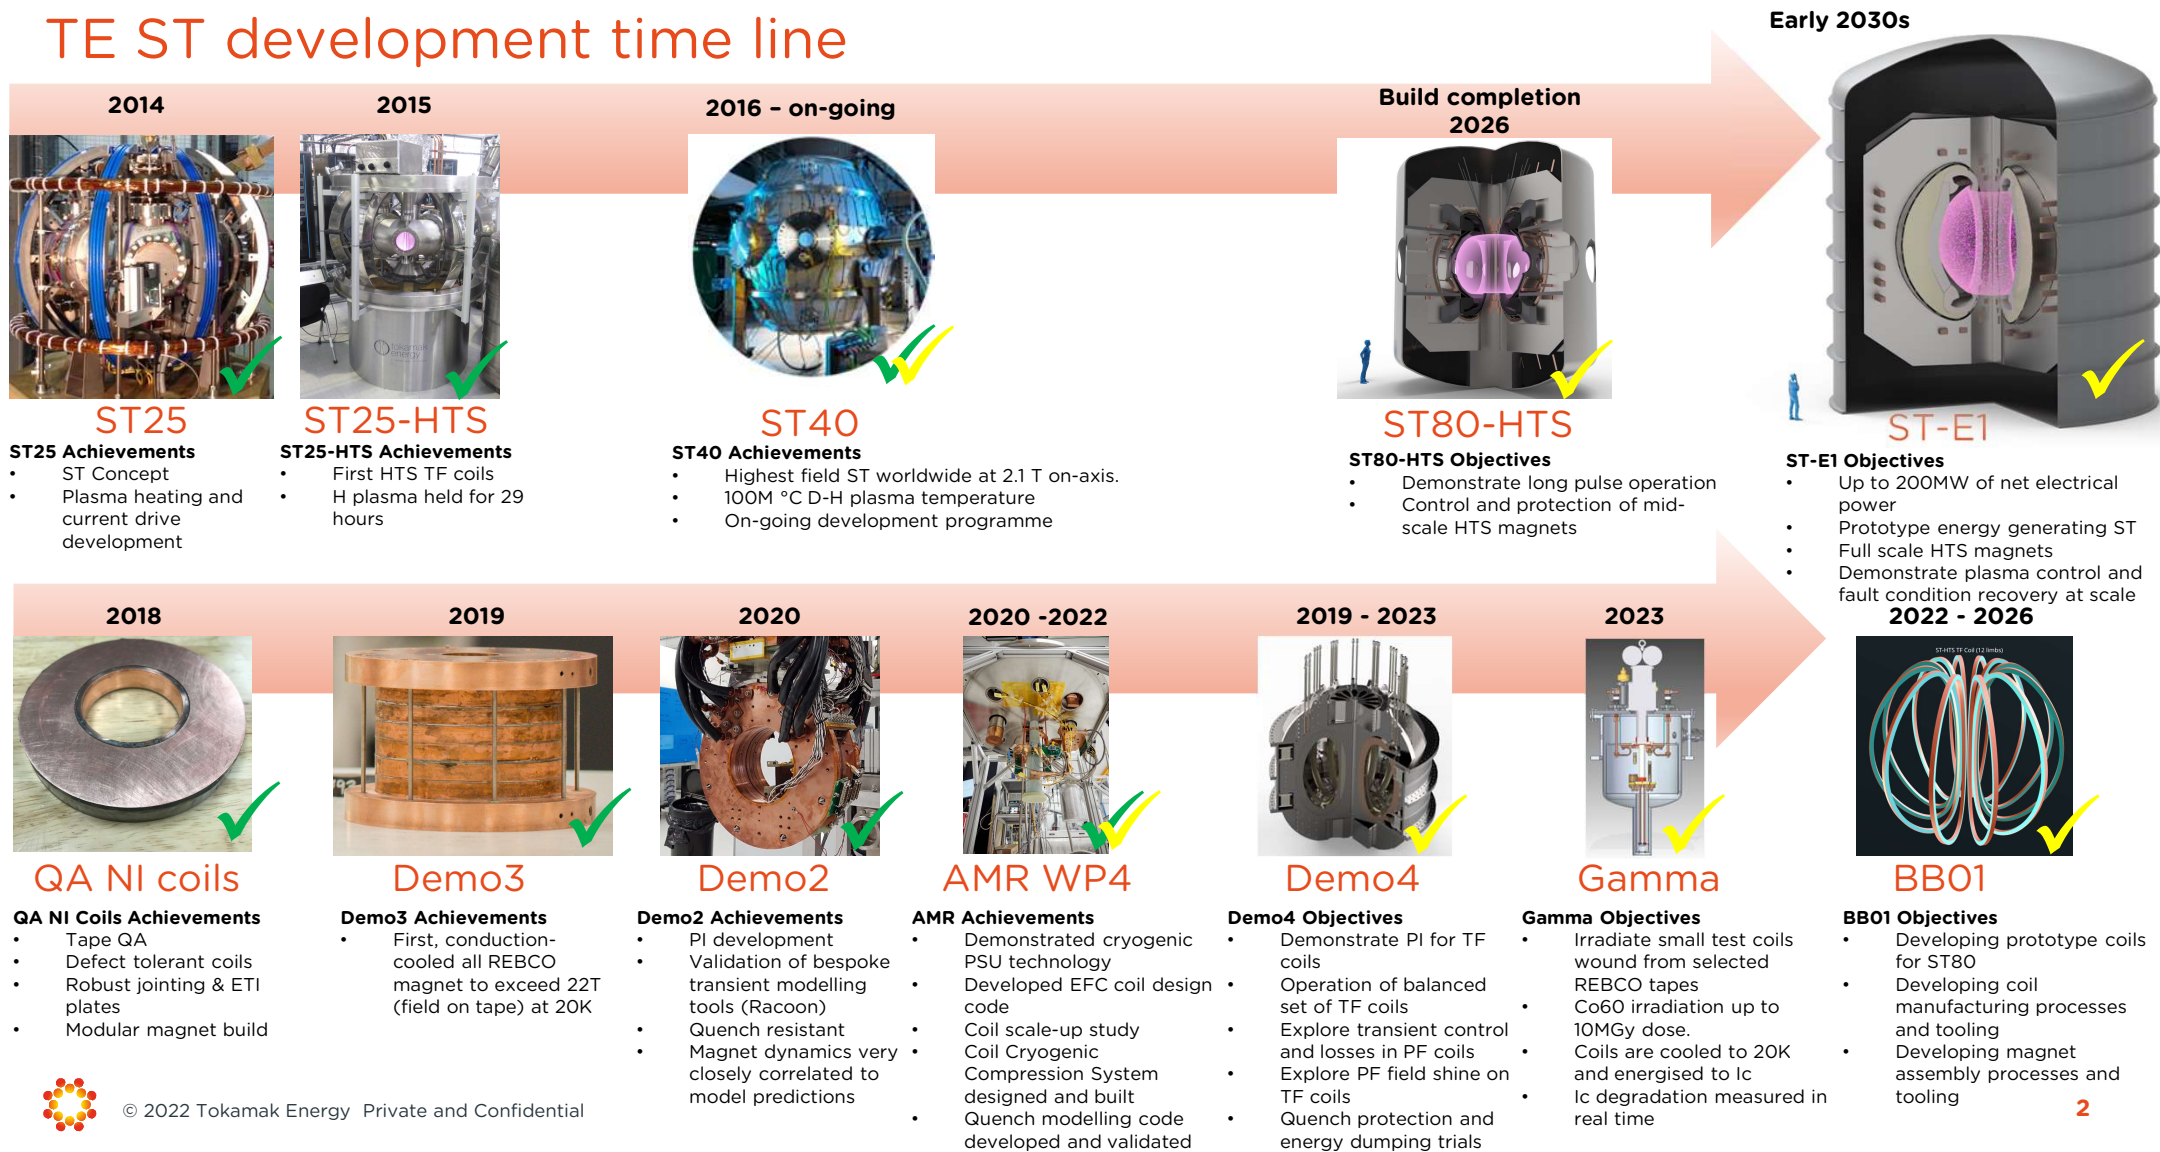 TE ST development time line
Early 2030s
2014
2015
2016 – on-going
Build completion
2026
tokamak
energy
ST25
ST25 Achievements
• ST Concept
• Plasma heating and
current drive
development
ST25-HTS
ST25-HTS Achievements
• First HTS TF coils
• H plasma held for 29
hours
ST40
ST40 Achievements
• Highest field ST worldwide at 2.1 T on-axis.
• 100M °C D-H plasma temperature
• On-going development programme
ST80-HTS
ST80-HTS Objectives
• Demonstrate long pulse operation
• Control and protection of mid-
scale HTS magnets
ST-E1
ST-E1 Objectives
• Up to 200MW of net electrical
power
• Prototype energy generating ST
• Full scale HTS magnets
• Demonstrate plasma control and
fault condition recovery at scale
2018
2019
2020
2020 -2022
2019 - 2023
2023
2022 - 2026
ST-HTS TF Coil (12 limbs)
QA NI coils
QA NI Coils Achievements
• Tape QA
• Defect tolerant coils
• Robust jointing & ETI
plates
• Modular magnet build
Demo3
Demo3 Achievements
• First, conduction-
cooled all REBCO
magnet to exceed 22T
(field on tape) at 20K
Demo2
Demo2 Achievements
• PI development
• Validation of bespoke
transient modelling
tools (Racoon)
• Quench resistant
• Magnet dynamics very
closely correlated to
model predictions
AMR WP4
AMR Achievements
• Demonstrated cryogenic
PSU technology
• Developed EFC coil design
code
• Coil scale-up study
• Coil Cryogenic
Compression System
designed and built
• Quench modelling code
developed and validated
Demo4
Demo4 Objectives
• Demonstrate PI for TF
coils
• Operation of balanced
set of TF coils
• Explore transient control
and losses in PF coils
• Explore PF field shine on
TF coils
• Quench protection and
energy dumping trials
Gamma
Gamma Objectives
• Irradiate small test coils
wound from selected
REBCO tapes
• Co60 irradiation up to
10MGy dose.
• Coils are cooled to 20K
and energised to Ic
• Ic degradation measured in
real time
BB01
BB01 Objectives
• Developing prototype coils
for ST80
• Developing coil
manufacturing processes
and tooling
• Developing magnet
assembly processes and
tooling
© 2022 Tokamak Energy Private and Confidential
2